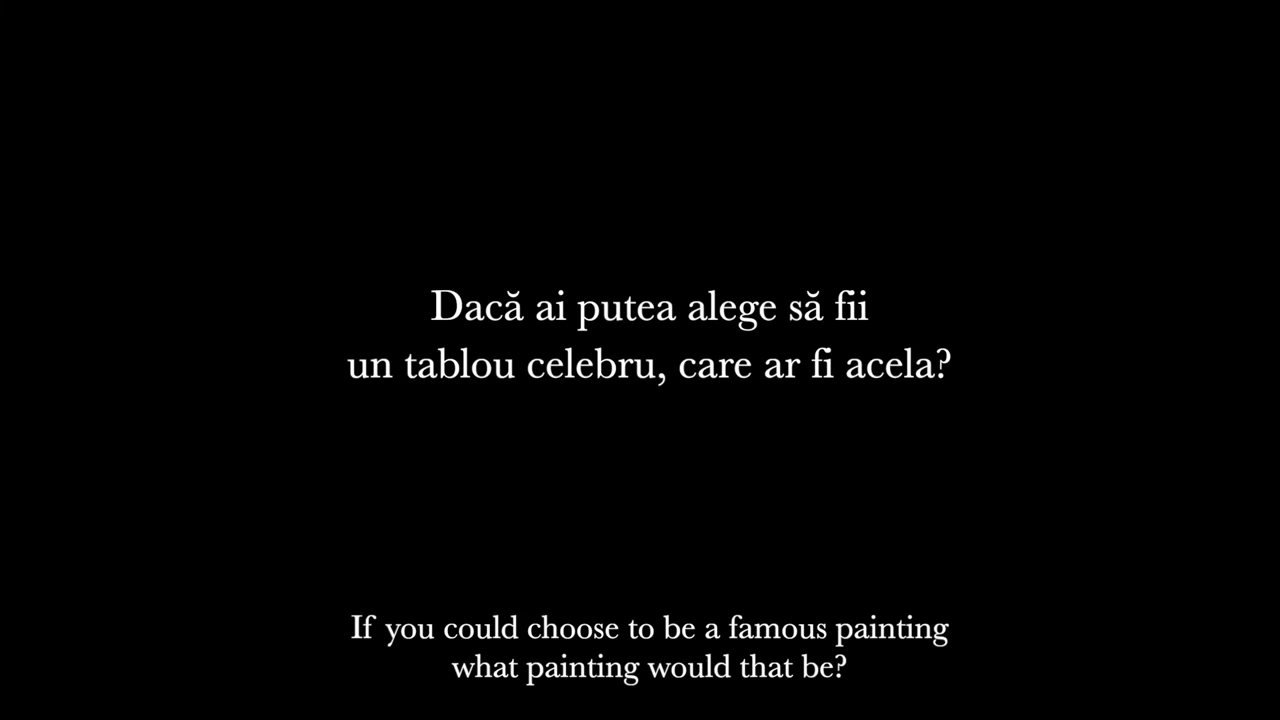 Dacă ai putea alege să fii
un tablou celebru, care ar fi acela?
If you could choose to be a famous painting
what painting would that be?